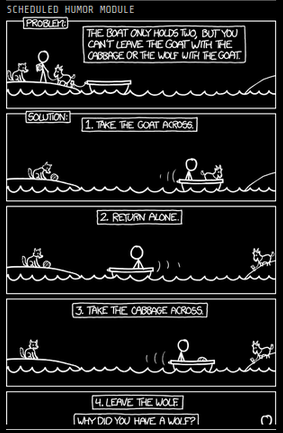 SCHEDULED HUMOR MODULE
PROBLEM:
THE BOAT ONLY HOLDS TWO, BUT YOU
CAN'T LEAVE THE GOAT WITH THE
CABBAGE OR THE WOLF WITH THE GOAT.
SOLUTION:
1. TAKE THE GOAT ACROSS.
2. RETURN ALONE.
3. TAKE THE CABBAGE ACROSS.
4. LEAVE THE WOLF.
WHY DID YOU HAVE A WOLF?